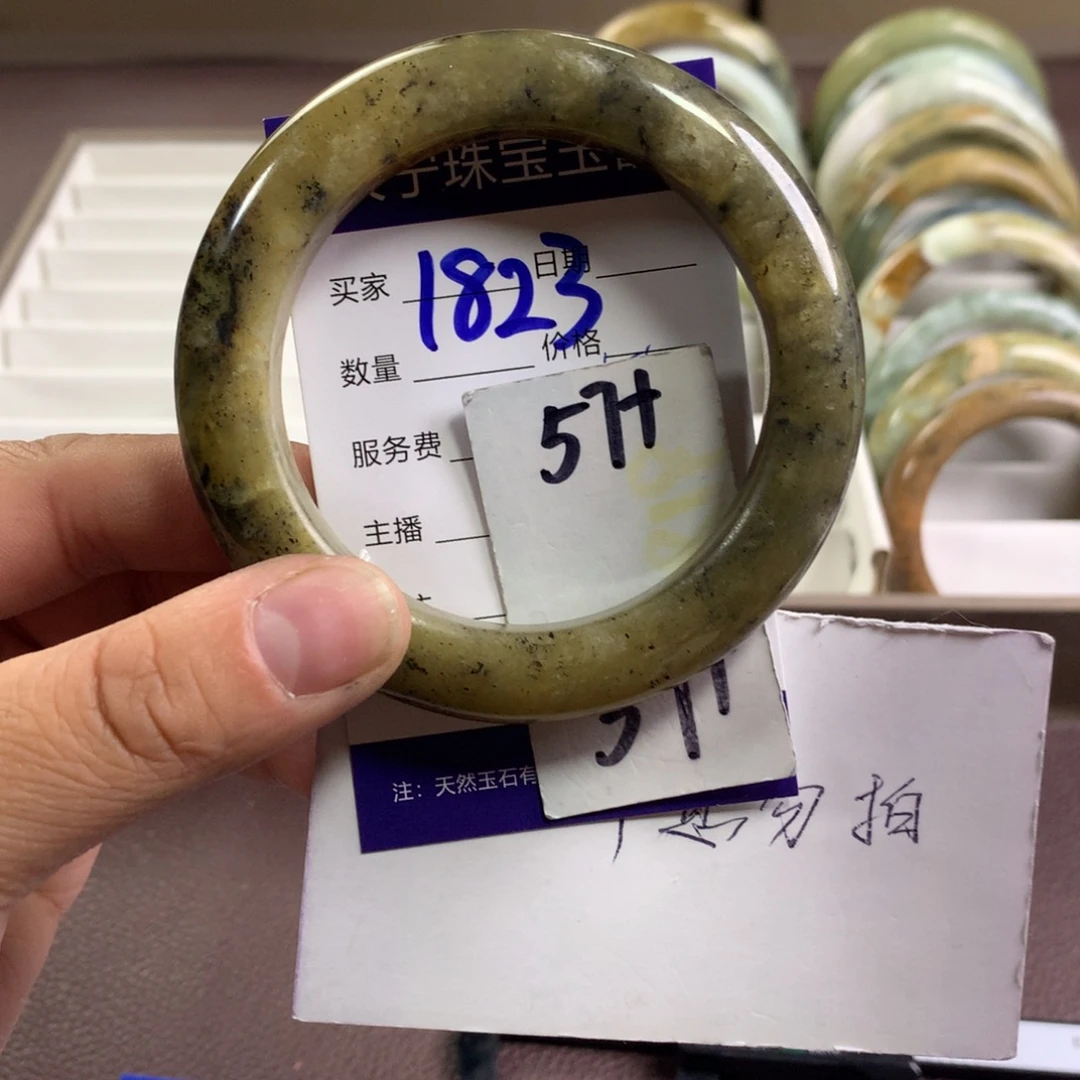 宁珠宝玉
买家
1823
日期
数量
价格
服务费
5H
主播
5H
注：天然玉石有
勿拍